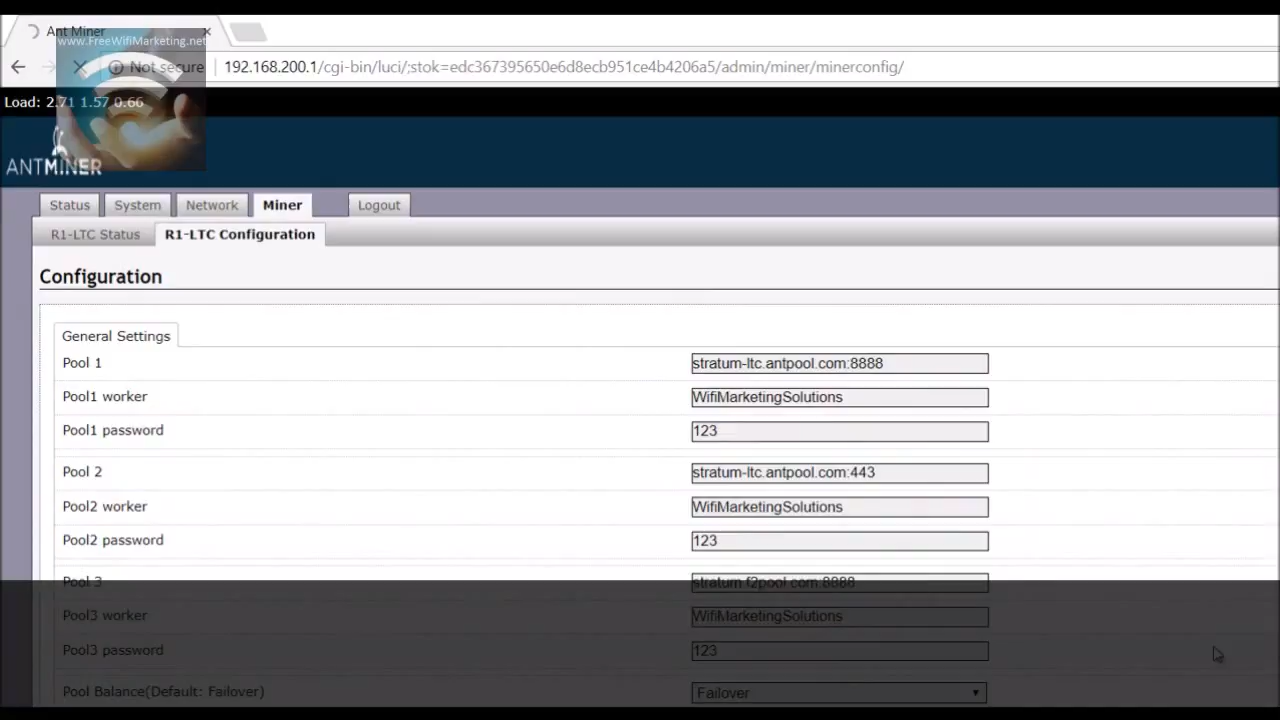 Ant Miner
www.FreeWifiMarketing.net
Not secure 192.168.200.1/cgi-bin/luci/;stok=edc367395650e6d8ecb951ce4b4206a5/admin/miner/minerconfig/
Load: 2.71 1.57 0.66
ANTMINER
Status System Network Miner Logout
R1-LTC Status R1-LTC Configuration
Configuration
General Settings
Pool 1 stratum-ltc.antpool.com:8888
Pool1 worker WifiMarketingSolutions
Pool1 password 123
Pool 2 stratum-ltc.antpool.com:443
Pool2 worker WifiMarketingSolutions
Pool2 password 123
Pool 3 stratum.f2pool.com:8888
Pool3 worker WifiMarketingSolutions
Pool3 password 123
Pool Balance(Default: Failover) Failover